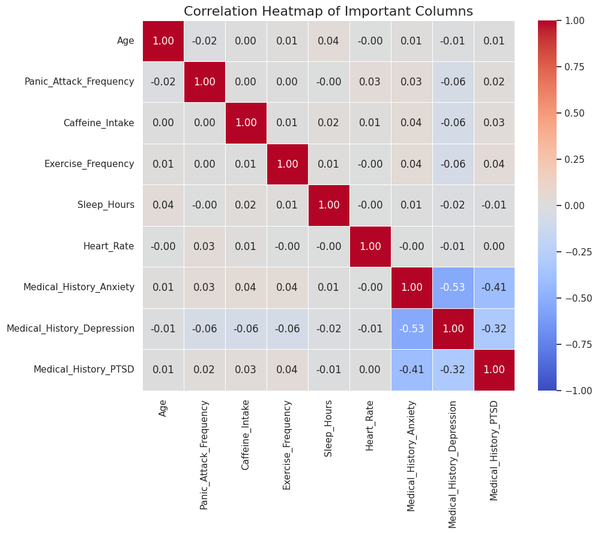 Correlation Heatmap of Important Columns
Age 1.00 -0.02 0.00 0.01 0.04 -0.00 0.01 -0.01 0.01
Panic_Attack_Frequency -0.02 1.00 0.00 0.00 -0.00 0.03 0.03 -0.06 0.02
Caffeine_Intake 0.00 0.00 1.00 0.01 0.02 0.01 0.04 -0.06 0.03
Exercise_Frequency 0.01 0.00 0.01 1.00 0.01 -0.00 0.04 -0.06 0.04
Sleep_Hours 0.04 -0.00 0.02 0.01 1.00 -0.00 0.01 -0.02 -0.01
Heart_Rate -0.00 0.03 0.01 -0.00 -0.00 1.00 -0.00 -0.01 0.00
Medical_History_Anxiety 0.01 0.03 0.04 0.04 0.01 -0.00 1.00 -0.53 -0.41
Medical_History_Depression -0.01 -0.06 -0.06 -0.06 -0.02 -0.01 -0.53 1.00 -0.32
Medical_History_PTSD 0.01 0.02 0.03 0.04 -0.01 0.00 -0.41 -0.32 1.00
Age
Panic_Attack_Frequency
Caffeine_Intake
Exercise_Frequency
Sleep_Hours
Heart_Rate
Medical_History_Anxiety
Medical_History_Depression
Medical_History_PTSD
1.00
0.75
0.50
0.25
0.00
−0.25
−0.50
−0.75
−1.00